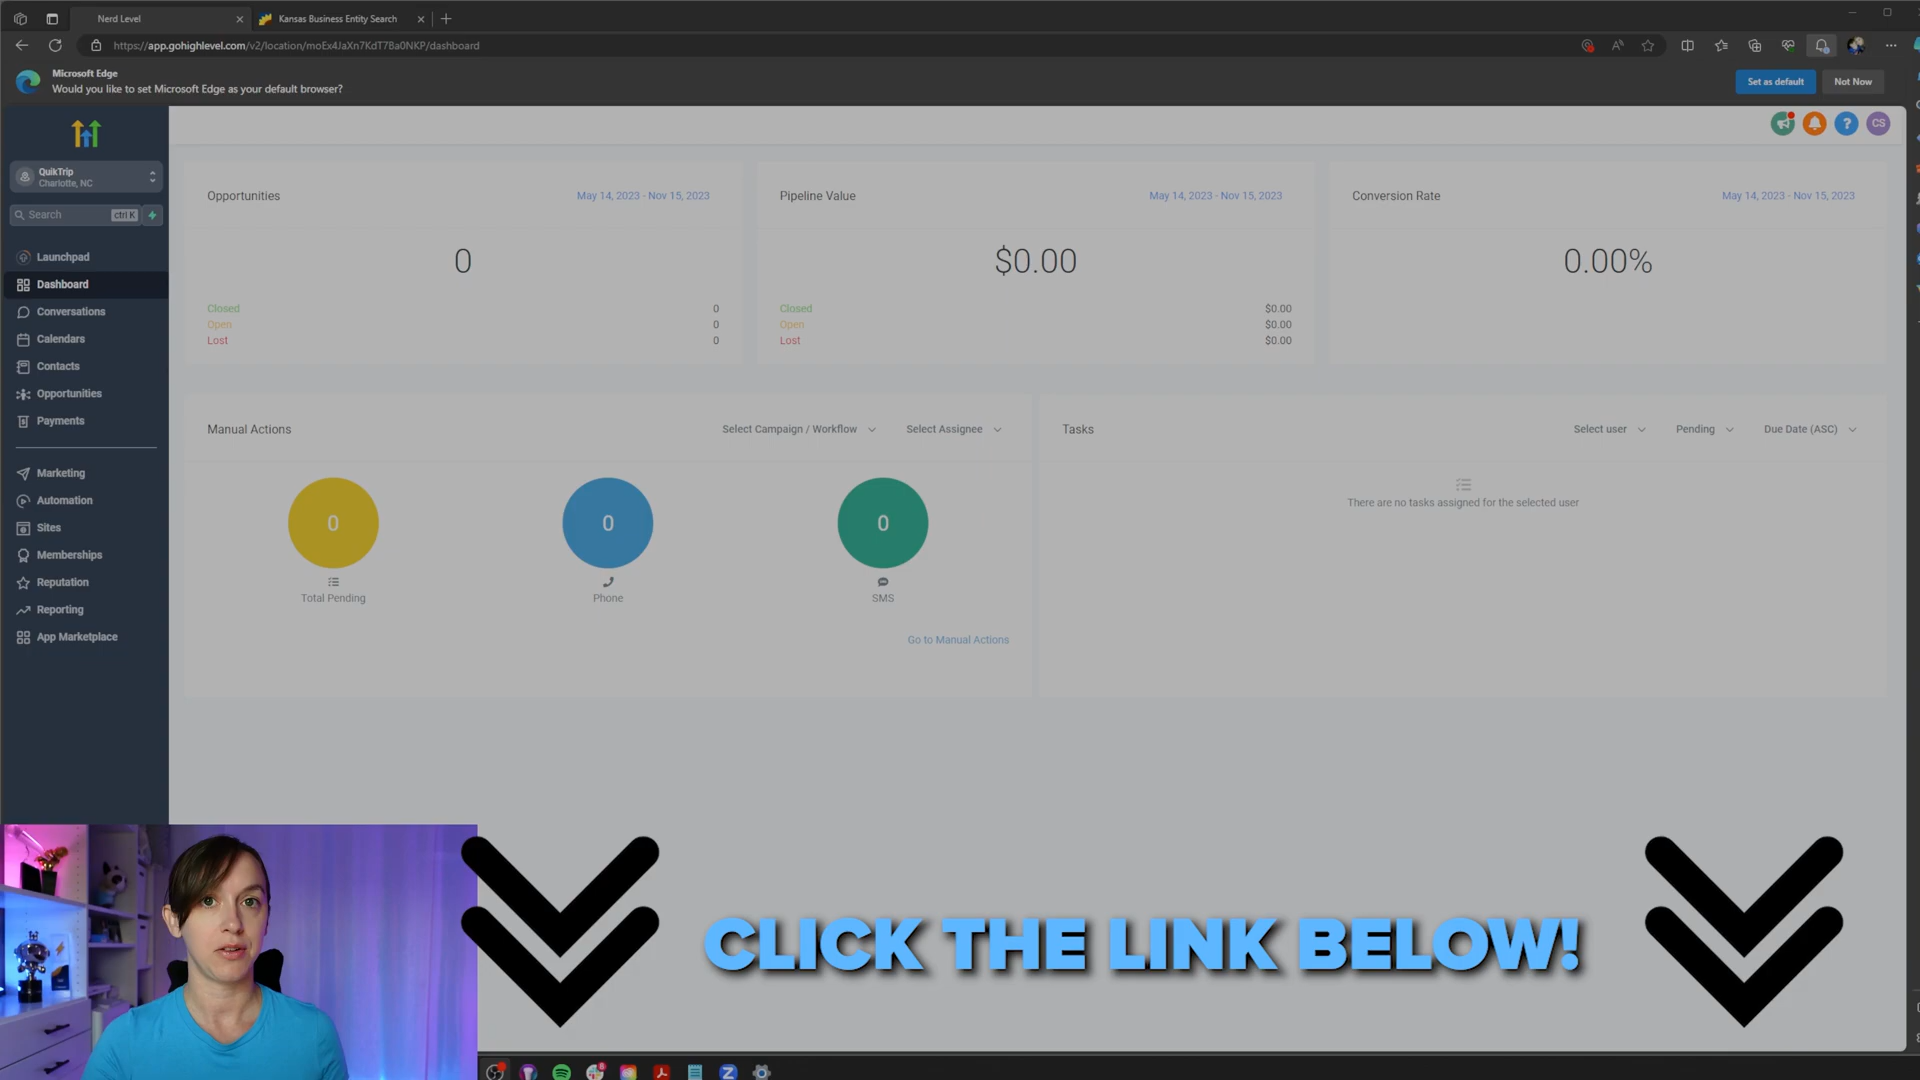 Nerd Level
Kansas Business Entity Search
https://app.gohighlevel.com/v2/location/moEx4JaXn7KdT7Ba0NKP/dashboard
Microsoft Edge
Would you like to set Microsoft Edge as your default browser?
Set as default
Not Now
QuikTrip
Charlotte, NC
Search
ctrl K
Launchpad
Dashboard
Conversations
Calendars
Contacts
Opportunities
Payments
Marketing
Automation
Sites
Memberships
Reputation
Reporting
App Marketplace
CS
Opportunities
May 14, 2023 - Nov 15, 2023
0
Closed 0
Open 0
Lost 0
Pipeline Value
May 14, 2023 - Nov 15, 2023
$0.00
Closed $0.00
Open $0.00
Lost $0.00
Conversion Rate
May 14, 2023 - Nov 15, 2023
0.00%
Manual Actions
Select Campaign / Workflow
Select Assignee
0
Total Pending
0
Phone
0
SMS
Go to Manual Actions
Tasks
Select user
Pending
Due Date (ASC)
There are no tasks assigned for the selected user
CLICK THE LINK BELOW!